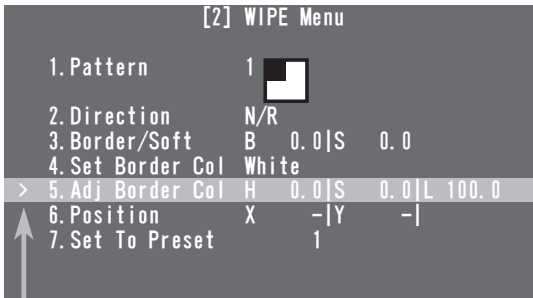 [2] WIPE Menu
1.Pattern 1
2.Direction N/R
3.Border/Soft B 0.0|S 0.0
4.Set Border Col White
> 5.Adj Border Col H 0.0|S 0.0|L 100.0
6.Position X -|Y -|
7.Set To Preset 1